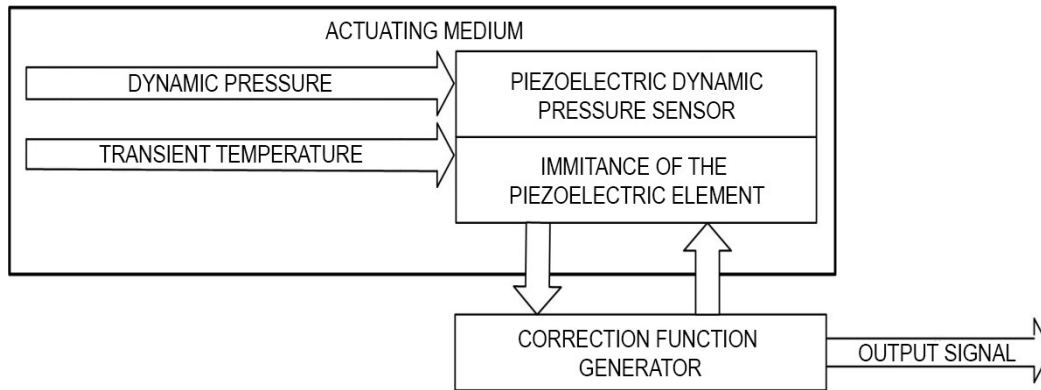 ACTUATING MEDIUM
DYNAMIC PRESSURE
PIEZOELECTRIC DYNAMIC
PRESSURE SENSOR
TRANSIENT TEMPERATURE
IMMITANCE OF THE
PIEZOELECTRIC ELEMENT
CORRECTION FUNCTION
GENERATOR
OUTPUT SIGNAL